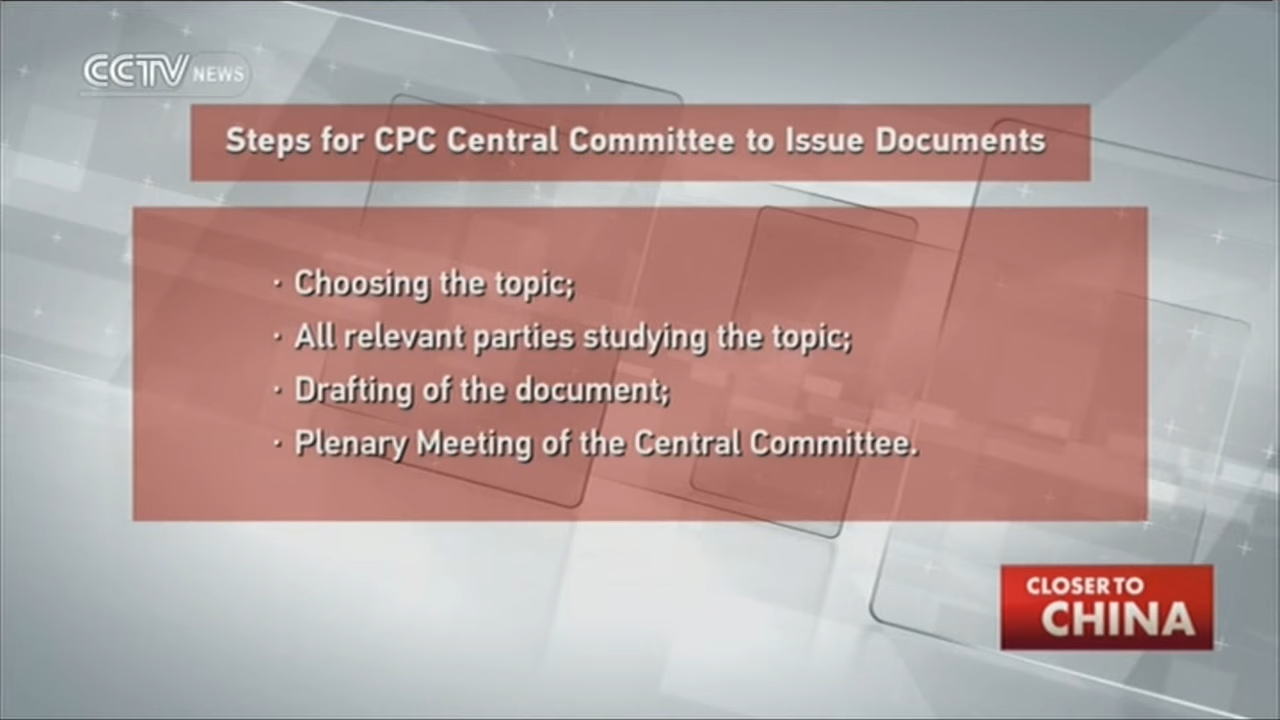 CCTV NEWS
Steps for CPC Central Committee to Issue Documents
· Choosing the topic;
· All relevant parties studying the topic;
· Drafting of the document;
· Plenary Meeting of the Central Committee.
CLOSER TO
CHINA